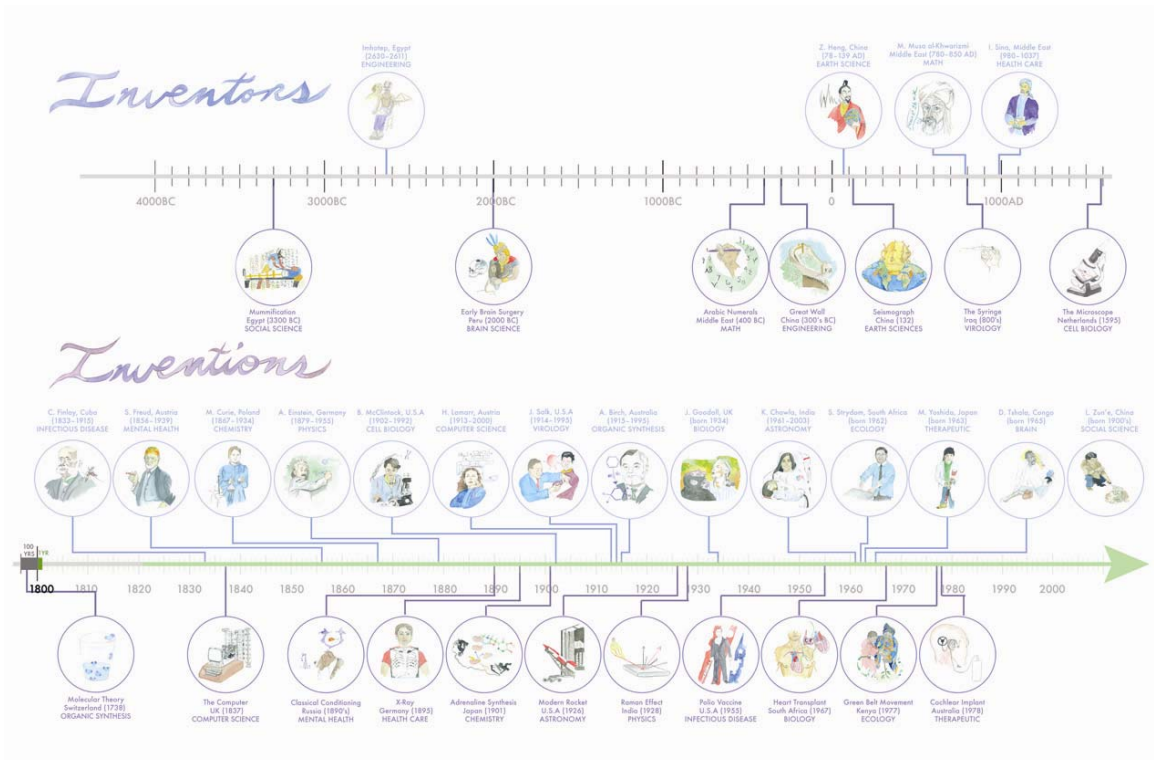 Inventors
Imhotep, Egypt
(2630–2611)
ENGINEERING
Z. Heng, China
(78–139 AD)
EARTH SCIENCE
M. Musa al-Khwarizmi
Middle East (780–850 AD)
MATH
I. Sina, Middle East
(980–1037)
HEALTH CARE
4000BC
3000BC
2000BC
1000BC
0
1000AD
Mummification
Egypt (3300 BC)
SOCIAL SCIENCE
Early Brain Surgery
Peru (2000 BC)
BRAIN SCIENCE
Arabic Numerals
Middle East (400 BC)
MATH
Great Wall
China (300's BC)
ENGINEERING
Seismograph
China (132)
EARTH SCIENCES
The Syringe
Iraq (800's)
VIROLOGY
The Microscope
Netherlands (1595)
CELL BIOLOGY
Inventions
C. Finlay, Cuba
(1833–1915)
INFECTIOUS DISEASE
S. Freud, Austria
(1856–1929)
MENTAL HEALTH
M. Curie, Poland
(1867–1934)
CHEMISTRY
A. Einstein, Germany
(1879–1955)
PHYSICS
B. McClintock, U.S.A
(1902–1992)
CELL BIOLOGY
H. Lamarr, Austria
(1913–2000)
COMPUTER SCIENCE
J. Salk, U.S.A
(1914–1995)
VIROLOGY
A. Birch, Australia
(1915–1995)
ORGANIC SYNTHESIS
J. Goodall, UK
(born 1934)
BIOLOGY
K. Chawla, India
(1961–2003)
ASTRONOMY
S. Strydom, South Africa
(born 1962)
ECOLOGY
M. Yoshida, Japan
(born 1963)
THERAPEUTIC
D. Tshala, Congo
(born 1965)
BRAIN
L. Zun'e, China
(born 1900's)
SOCIAL SCIENCE
100
YRS
1YR
1800
1810
1820
1830
1840
1850
1860
1870
1880
1890
1900
1910
1920
1930
1940
1950
1960
1970
1980
1990
2000
Molecular Theory
Switzerland (1738)
ORGANIC SYNTHESIS
The Computer
UK (1837)
COMPUTER SCIENCE
Classical Conditioning
Russia (1890's)
MENTAL HEALTH
X-Ray
Germany (1895)
HEALTH CARE
Adrenaline Synthesis
Japan (1901)
CHEMISTRY
Modern Rocket
U.S.A (1926)
ASTRONOMY
Raman Effect
India (1928)
PHYSICS
Polio Vaccine
U.S.A (1955)
INFECTIOUS DISEASE
Heart Transplant
South Africa (1967)
BIOLOGY
Green Belt Movement
Kenya (1977)
ECOLOGY
Cochlear Implant
Australia (1978)
THERAPEUTIC